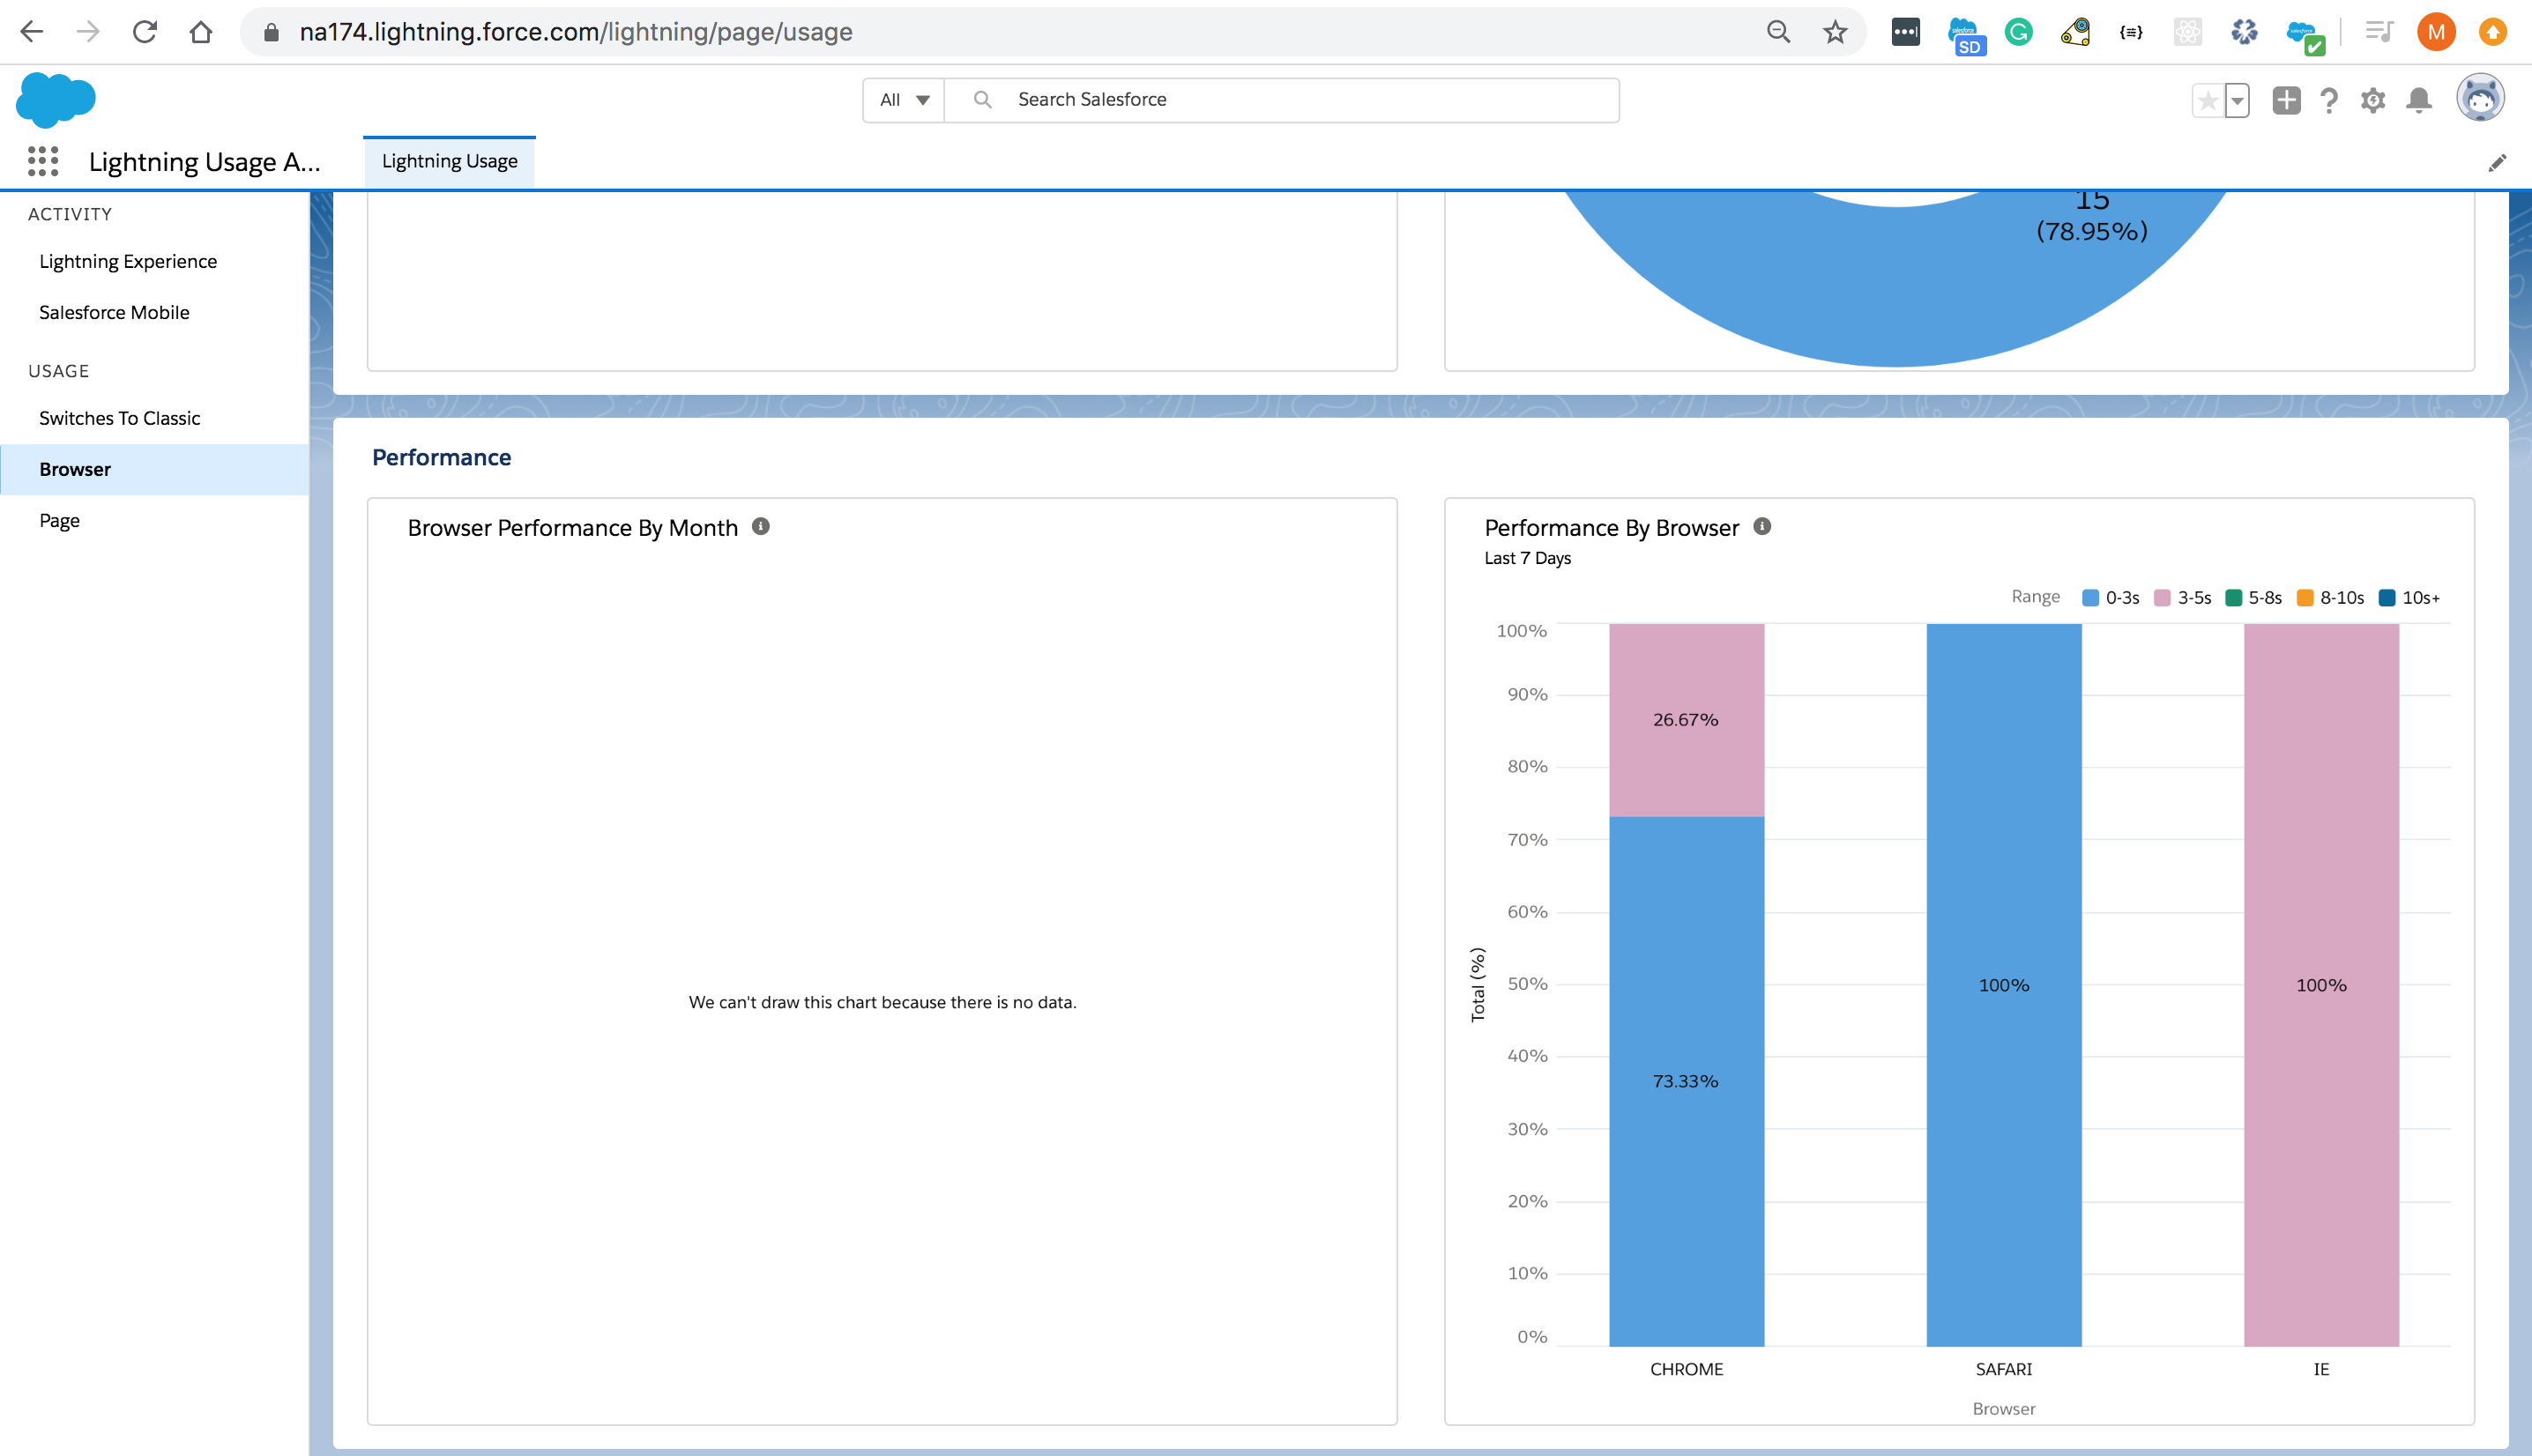 na174.lightning.force.com/lightning/page/usage
SD
M
All
Search Salesforce
Lightning Usage A...
Lightning Usage
ACTIVITY
Lightning Experience
Salesforce Mobile
USAGE
Switches To Classic
Browser
Page
15
(78.95%)
Performance
Browser Performance By Month
We can't draw this chart because there is no data.
Performance By Browser
Last 7 Days
Range 0-3s 3-5s 5-8s 8-10s 10s+
Total (%)
100%
90%
80%
70%
60%
50%
40%
30%
20%
10%
0%
26.67%
73.33%
100%
100%
CHROME SAFARI IE
Browser